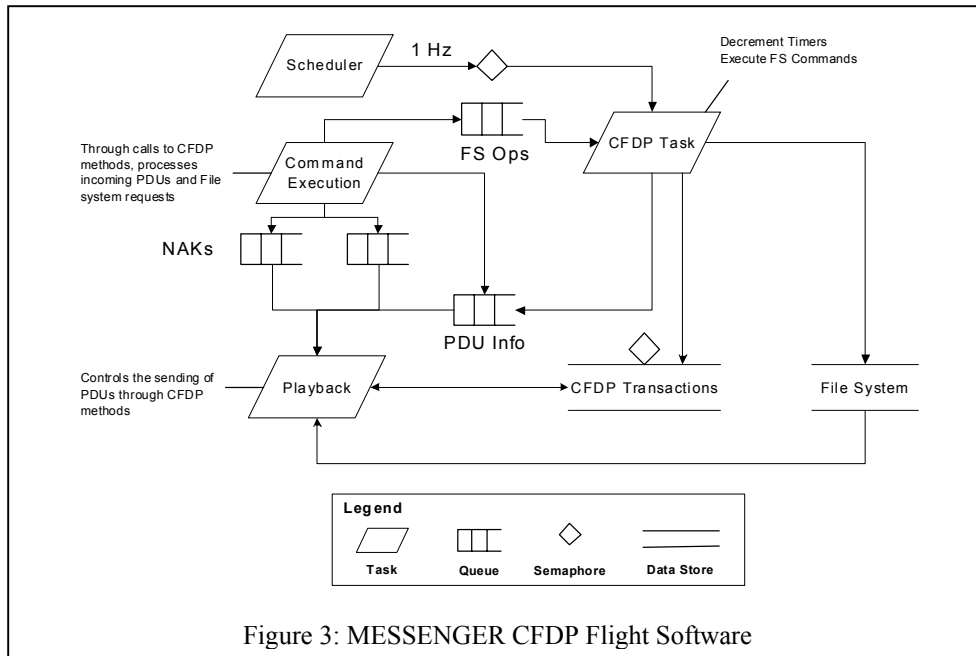 Scheduler
1 Hz
Decrement Timers
Execute FS Commands
FS Ops
CFDP Task
Through calls to CFDP
methods, processes
incoming PDUs and File
system requests
Command
Execution
NAKs
PDU Info
Controls the sending of
PDUs through CFDP
methods
Playback
CFDP Transactions
File System
Legend
Task
Queue
Semaphore
Data Store
Figure 3: MESSENGER CFDP Flight Software